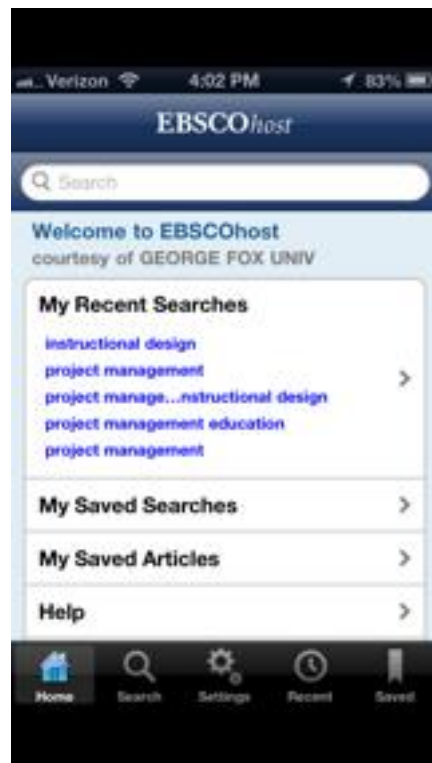 Verizon 4:02 PM 83%
EBSCOhost
Search
Welcome to EBSCOhost
courtesy of GEORGE FOX UNIV
My Recent Searches
instructional design
project management
project manage...nstructional design
project management education
project management
My Saved Searches
My Saved Articles
Help
Home Search Settings Recent Saved